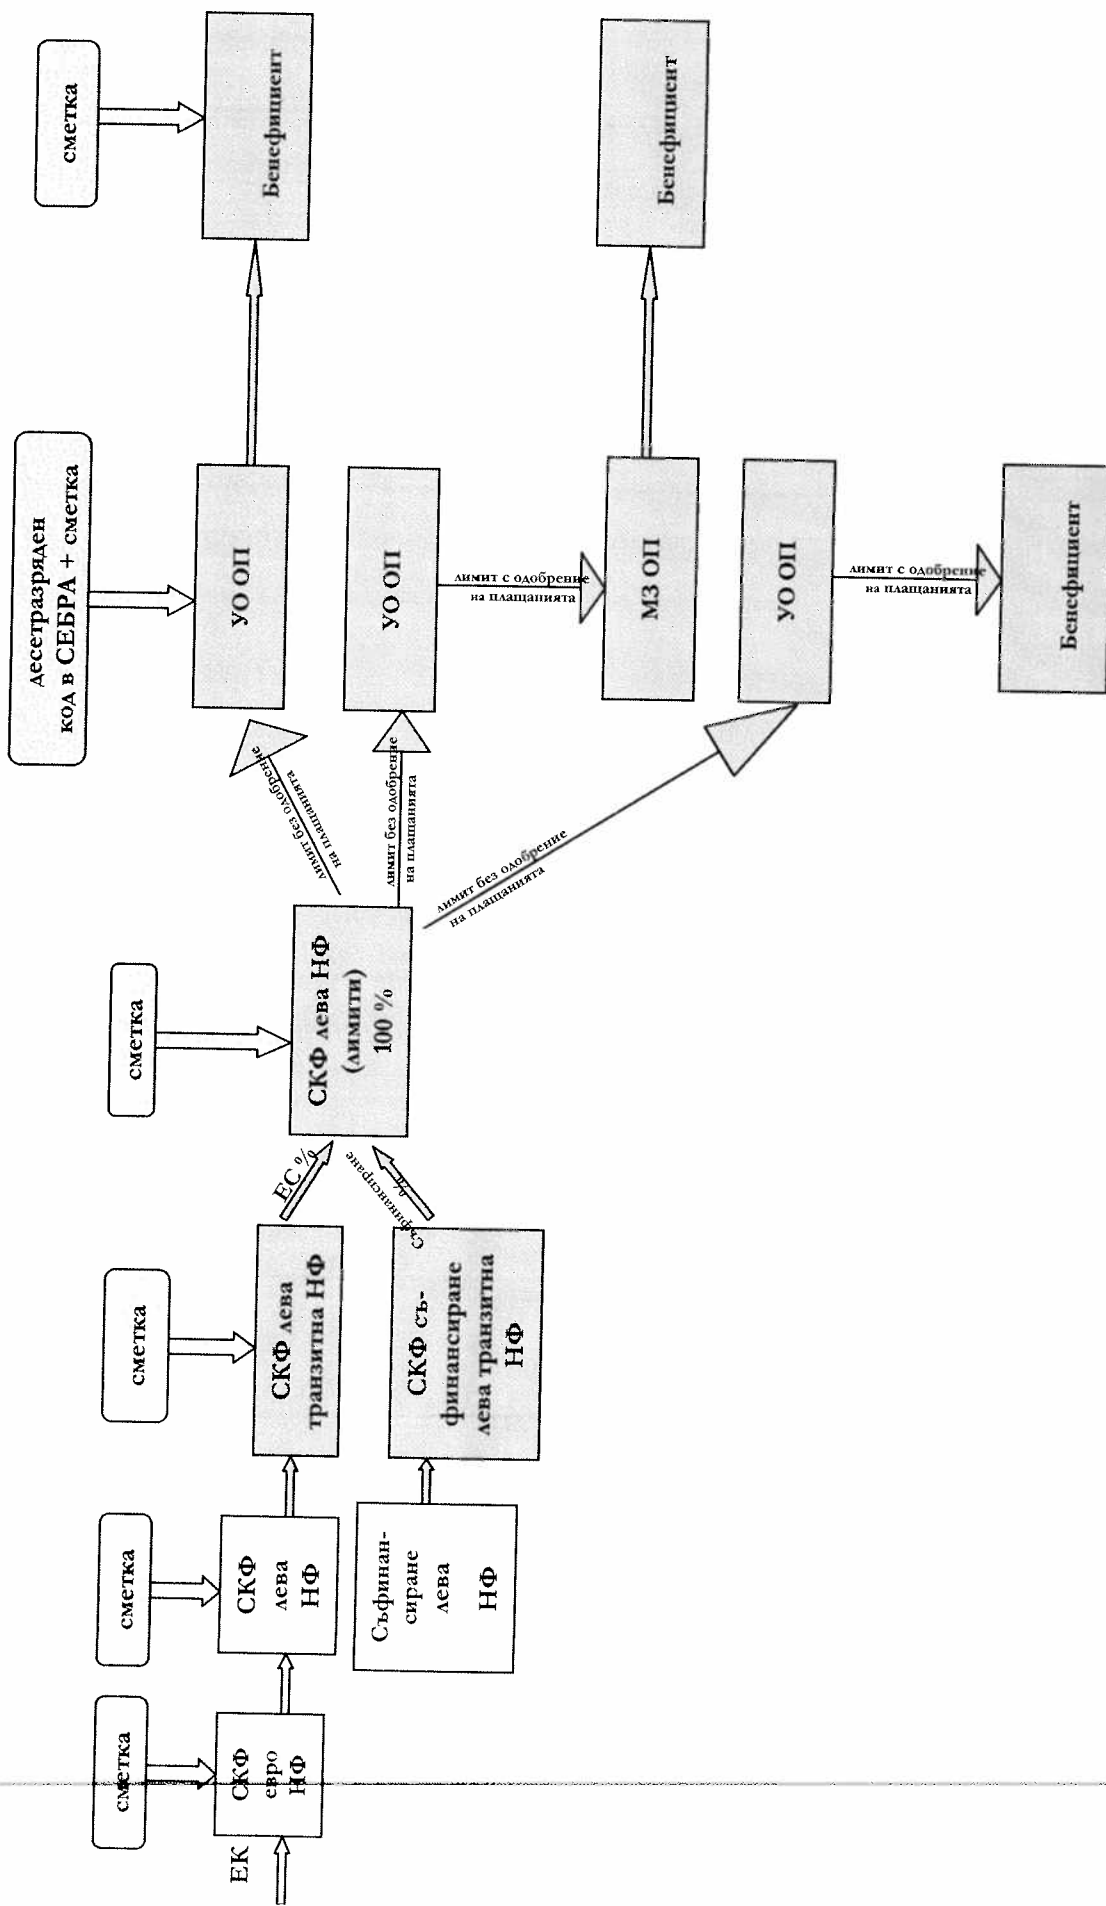 ЕК
сметка
СКФ
евро
НФ
сметка
СКФ
лева
НФ
Съфинан-
сиране
лева
НФ
сметка
СКФ лева
транзитна НФ
СКФ съ-
финансиране
лева транзитна
НФ
ЕС %
Съфинансиране
%
сметка
СКФ лева НФ
(лимити)
100 %
лимит без одобрение
на плащанията
лимит без одобрение
на плащанията
лимит без одобрение
на плащанията
десетразряден
код в СЕБРА + сметка
УО ОП
УО ОП
лимит с одобрение
на плащанията
МЗ ОП
УО ОП
лимит с одобрение
на плащанията
Бенефициент
сметка
Бенефициент
Бенефициент